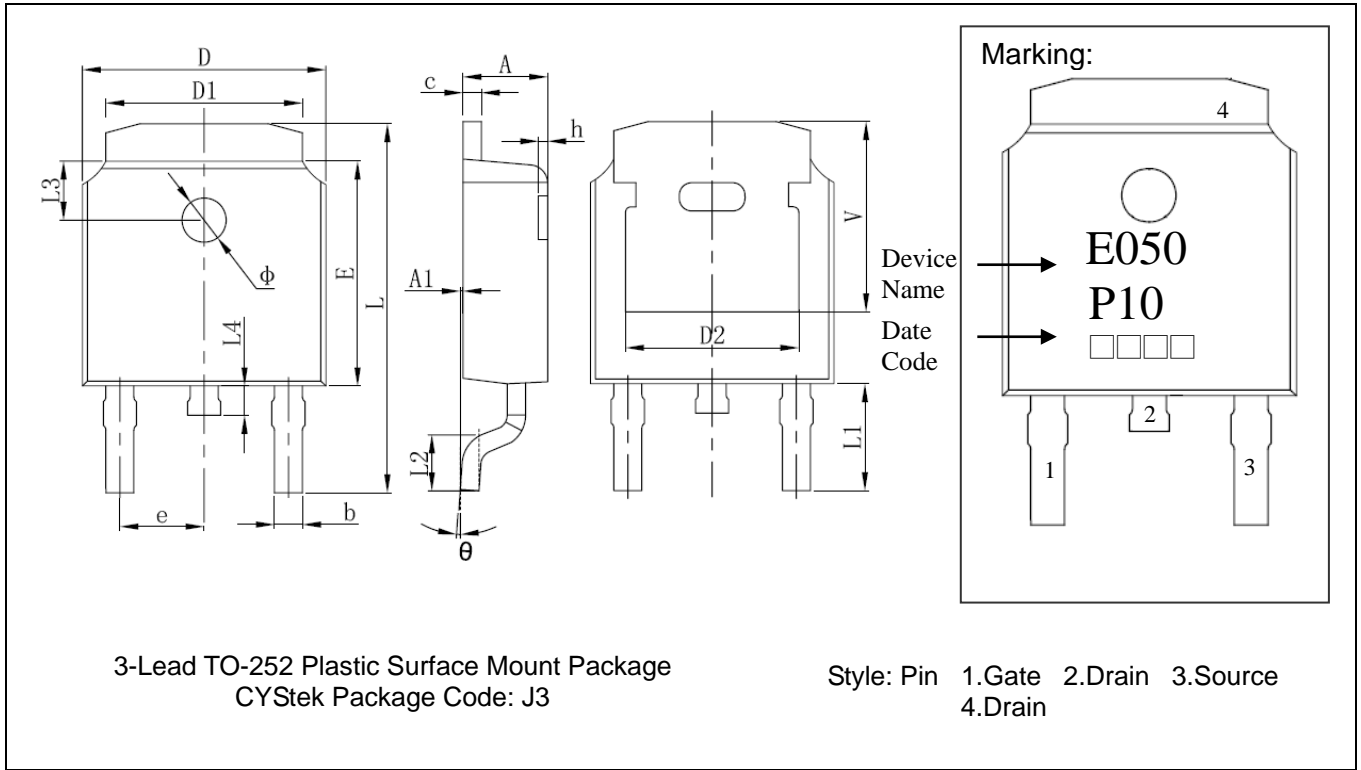 D
D1
L3
ϕ
E
L
L4
e
b
A
c
h
A1
L2
θ
V
D2
L1
Marking:
4
Device
Name
E050
P10
Date
Code
□□□□
1
2
3
3-Lead TO-252 Plastic Surface Mount Package
CYStek Package Code: J3
Style: Pin 1.Gate 2.Drain 3.Source
4.Drain